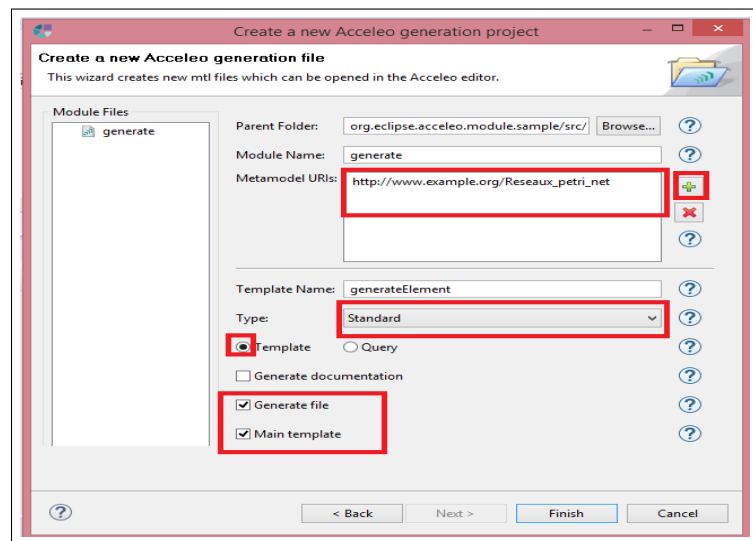 Create a new Acceleo generation project
Create a new Acceleo generation file
This wizard creates new mtl files which can be opened in the Acceleo editor.
Module Files
generate
Parent Folder: org.eclipse.acceleo.module.sample/src/ Browse...
Module Name: generate
Metamodel URIs: http://www.example.org/Reseaux_petri_net
Template Name: generateElement
Type: Standard
Template Query
Generate documentation
Generate file
Main template
< Back Next > Finish Cancel